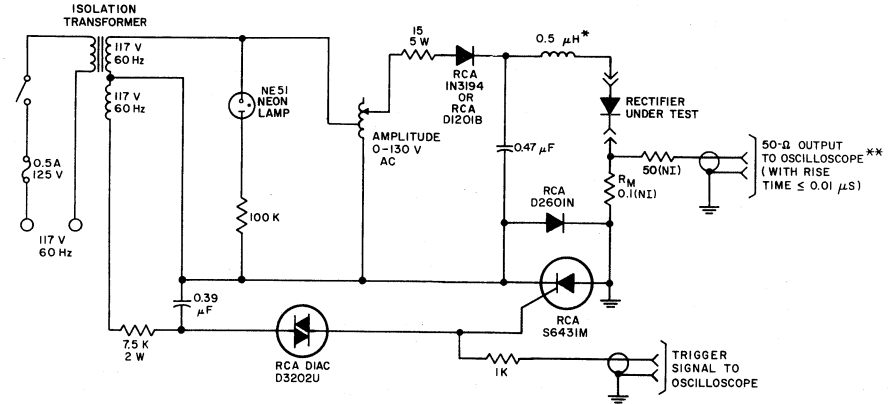 ISOLATION
TRANSFORMER
117 V
60 Hz
117 V
60 Hz
0.5A
125 V
117 V
60 Hz
NE51
NEON
LAMP
100 K
AMPLITUDE
0–130 V
AC
15
5 W
RCA
IN3194
OR
RCA
D1201B
0.5 µH*
RECTIFIER
UNDER TEST
0.47 µF
50(NI)
50-Ω OUTPUT
TO OSCILLOSCOPE**
(WITH RISE
TIME ≤ 0.01 µS)
RM
0.1(NI)
RCA
D2601N
0.39
µF
7.5 K
2 W
RCA DIAC
D3202U
RCA
S6431M
1K
TRIGGER
SIGNAL TO
OSCILLOSCOPE